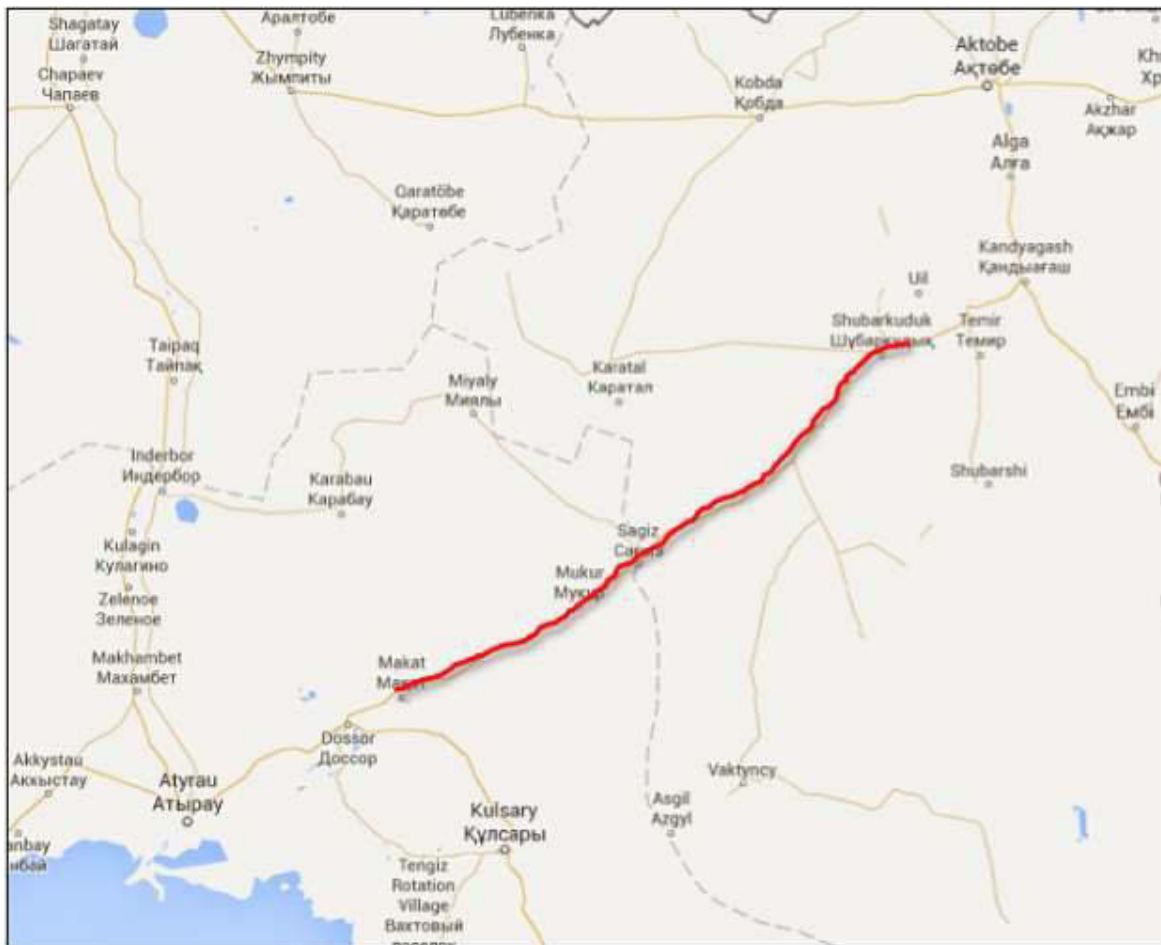 Shagatay
Шагатай
Chapaev
Чапаев
Аралтобе
Zhympity
Жымпиты
Lubenka
Лубенка
Kobda
Қобда
Aktobe
Ақтөбе
Akzhar
Ақжар
Alga
Алға
Qaratöbe
Қаратөбе
Kandyagash
Қандыағаш
Uil
Shubarkuduk
Temir
Темир
Taipaq
Тайпақ
Karatal
Каратал
Miyaly
Миялы
Embi
Ембі
Inderbor
Индербор
Karabau
Карабау
Shubarshi
Kulagin
Кулагино
Sagiz
Mukur
Zelenoe
Зеленое
Makhambet
Махамбет
Makat
Dossor
Доссор
Akkystau
Аккыстау
Atyrau
Атырау
Vaktyncy
Asgil
Azgyl
Kulsary
Құлсары
Tengiz
Rotation
Village
Вахтовый